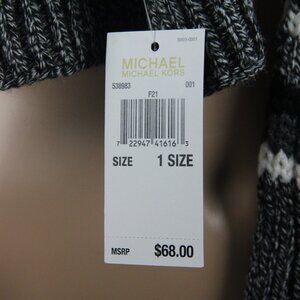 MICHAEL
MICHAEL KORS
538983 001
F21
7 22947 41616 3
SIZE 1 SIZE
MSRP $68.00